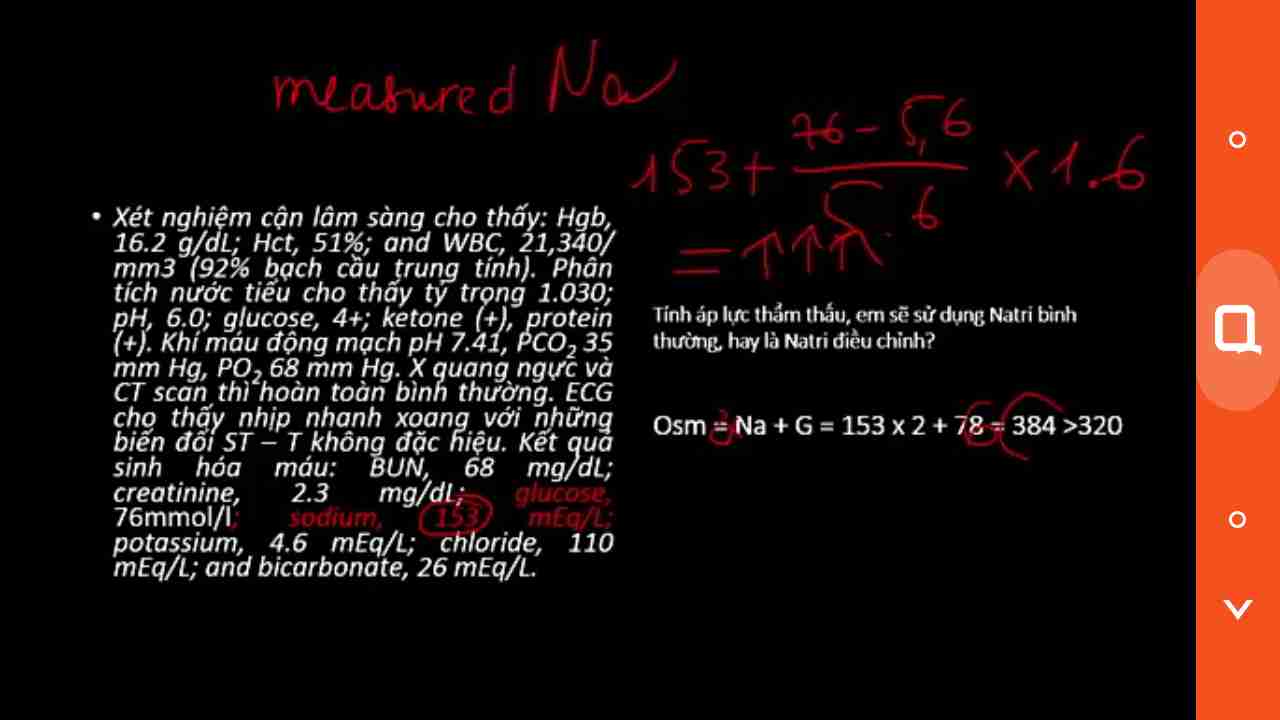 measured Na
153 + 76 - 5,6 / 5.6 × 1.6
= ↑↑↑
• Xét nghiệm cận lâm sàng cho thấy: Hgb,
16.2 g/dL; Hct, 51%; and WBC, 21,340/
mm3 (92% bạch cầu trung tính). Phân
tích nước tiểu cho thấy tỷ trọng 1.030;
pH, 6.0; glucose, 4+; ketone (+), protein
(+). Khí máu động mạch pH 7.41, PCO2 35
mm Hg, PO2 68 mm Hg. X quang ngực và
CT scan thì hoàn toàn bình thường. ECG
cho thấy nhịp nhanh xoang với những
biến đổi ST – T không đặc hiệu. Kết quả
sinh hóa máu: BUN, 68 mg/dL;
creatinine, 2.3 mg/dL; glucose,
76mmol/l; sodium, 153 mEq/L;
potassium, 4.6 mEq/L; chloride, 110
mEq/L; and bicarbonate, 26 mEq/L.
Tính áp lực thẩm thấu, em sẽ sử dụng Natri bình
thường, hay là Natri điều chỉnh?
Osm = Na + G = 153 x 2 + 78 = 384 >320